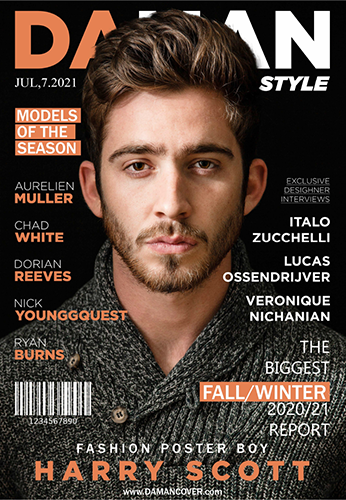 DAMAN
STYLE
JUL,7.2021
MODELS
OF THE
SEASON
AURELIEN
MULLER
CHAD
WHITE
DORIAN
REEVES
NICK
YOUNGGQUEST
RYAN
BURNS
1234567890
EXCLUSIVE
DESIGHNER
INTERVIEWS
ITALO
ZUCCHELLI
LUCAS
OSSENDRIJVER
VERONIQUE
NICHANIAN
THE
BIGGEST
FALL/WINTER
2020/21
REPORT
FASHION POSTER BOY
HARRY SCOTT
www.DAMANCOVER.com